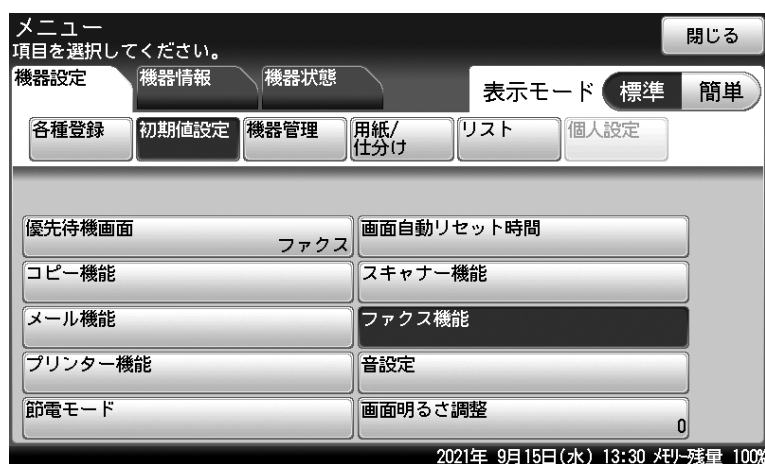 メニュー
閉じる
項目を選択してください。
機器設定 機器情報 機器状態
表示モード 標準 簡単
各種登録 初期値設定 機器管理 用紙/ リスト 個人設定
仕分け
優先待機画面 画面自動リセット時間
ファクス
コピー機能 スキャナー機能
メール機能 ファクス機能
プリンター機能 音設定
節電モード 画面明るさ調整
0
2021年 9月15日(水) 13:30 ﾒﾓﾘｰ残量 100%